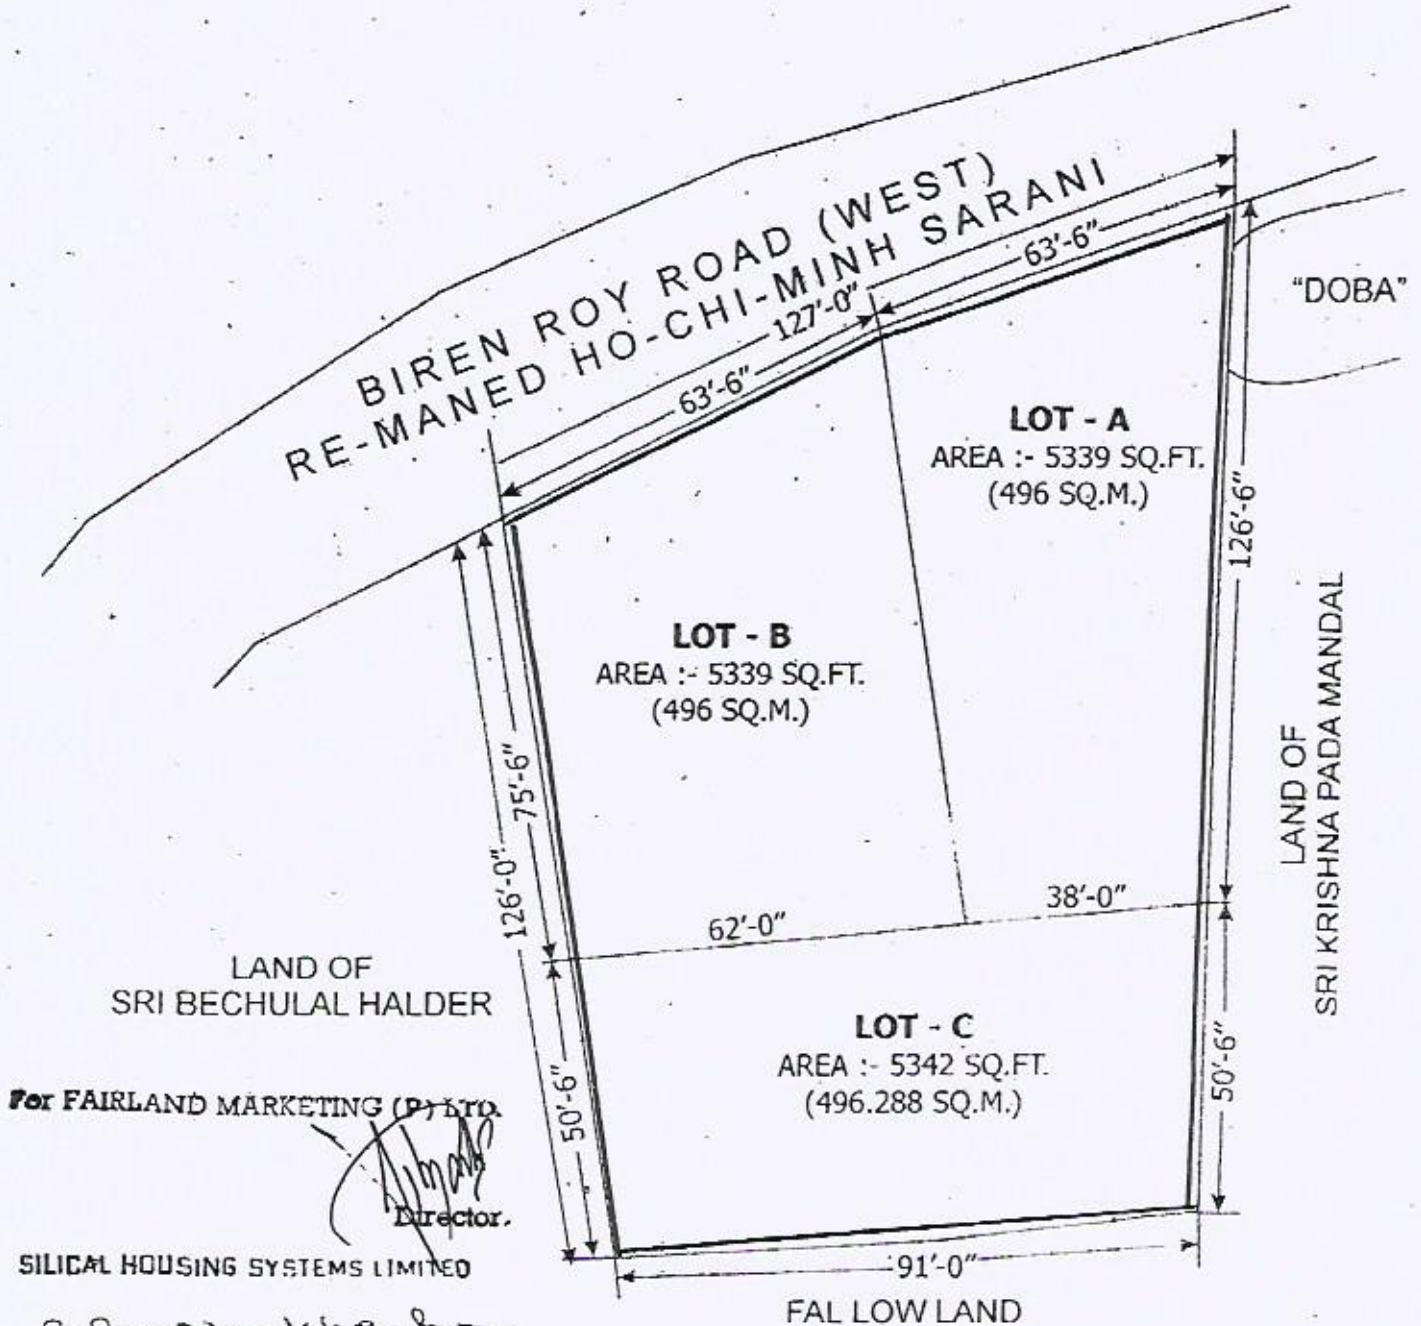 BIREN ROY ROAD (WEST)
RE-MANED HO-CHI-MINH SARANI
127'-0"
63'-6"
63'-6"
"DOBA"
LOT - A
AREA :- 5339 SQ.FT.
(496 SQ.M.)
126'-6"
LOT - B
AREA :- 5339 SQ.FT.
(496 SQ.M.)
75'-6"
126'-0"
LAND OF
SRI KRISHNA PADA MANDAL
62'-0"
38'-0"
LAND OF
SRI BECHULAL HALDER
LOT - C
AREA :- 5342 SQ.FT.
(496.288 SQ.M.)
50'-6"
50'-6"
For FAIRLAND MARKETING (P) LTD.
Director.
SILICAL HOUSING SYSTEMS LIMITED
91'-0"
FAL LOW LAND